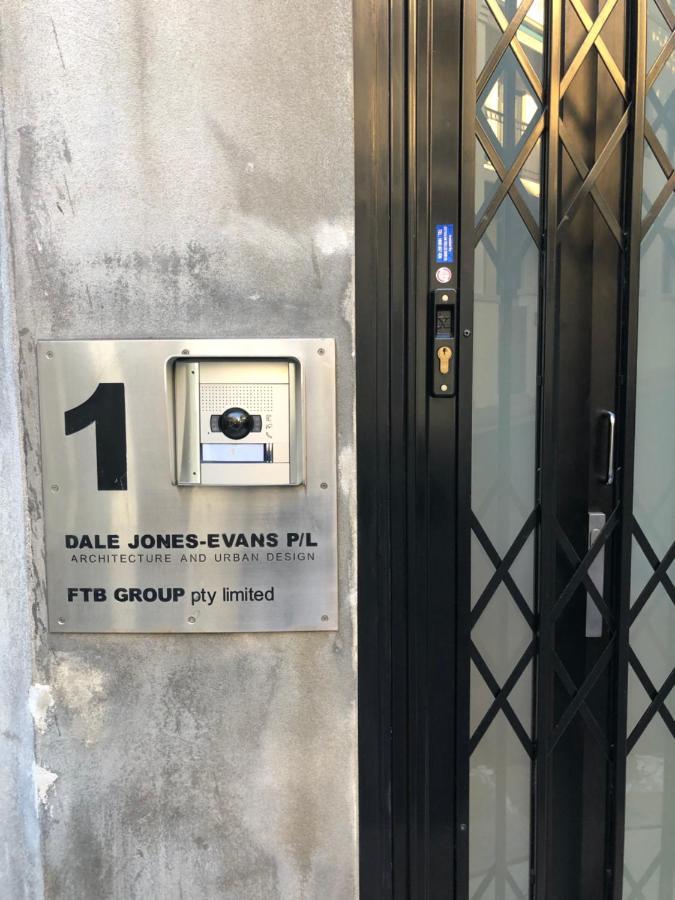 1
DALE JONES-EVANS P/L
ARCHITECTURE AND URBAN DESIGN
FTB GROUP pty limited